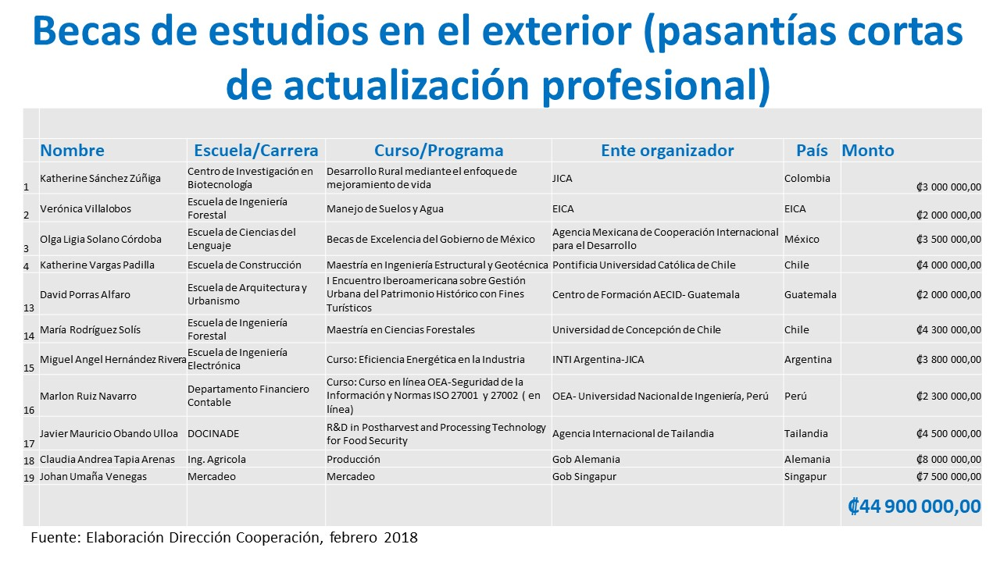 Becas de estudios en el exterior (pasantías cortas
de actualización profesional)
Nombre Escuela/Carrera Curso/Programa Ente organizador País Monto
1 Katherine Sánchez Zúñiga Centro de Investigación en Biotecnología Desarrollo Rural mediante el enfoque de mejoramiento de vida JICA Colombia ₡3 000 000,00
2 Verónica Villalobos Escuela de Ingeniería Forestal Manejo de Suelos y Agua EICA EICA ₡2 000 000,00
3 Olga Ligia Solano Córdoba Escuela de Ciencias del Lenguaje Becas de Excelencia del Gobierno de México Agencia Mexicana de Cooperación Internacional para el Desarrollo México ₡3 500 000,00
4 Katherine Vargas Padilla Escuela de Construcción Maestría en Ingeniería Estructural y Geotécnica Pontificia Universidad Católica de Chile Chile ₡4 000 000,00
13 David Porras Alfaro Escuela de Arquitectura y Urbanismo I Encuentro Iberoamericana sobre Gestión Urbana del Patrimonio Histórico con Fines Turísticos Centro de Formación AECID- Guatemala Guatemala ₡2 000 000,00
14 María Rodríguez Solís Escuela de Ingeniería Forestal Maestría en Ciencias Forestales Universidad de Concepción de Chile Chile ₡4 300 000,00
15 Miguel Angel Hernández Rivera Escuela de Ingeniería Electrónica Curso: Eficiencia Energética en la Industria INTI Argentina-JICA Argentina ₡3 800 000,00
16 Marlon Ruiz Navarro Departamento Financiero Contable Curso: Curso en línea OEA-Seguridad de la Información y Normas ISO 27001 y 27002 ( en línea) OEA- Universidad Nacional de Ingeniería, Perú Perú ₡2 300 000,00
17 Javier Mauricio Obando Ulloa DOCINADE R&D in Postharvest and Processing Technology for Food Security Agencia Internacional de Tailandia Tailandia ₡4 500 000,00
18 Claudia Andrea Tapia Arenas Ing. Agricola Producción Gob Alemania Alemania ₡8 000 000,00
19 Johan Umaña Venegas Mercadeo Mercadeo Gob Singapur Singapur ₡7 500 000,00
₡44 900 000,00
Fuente: Elaboración Dirección Cooperación, febrero 2018